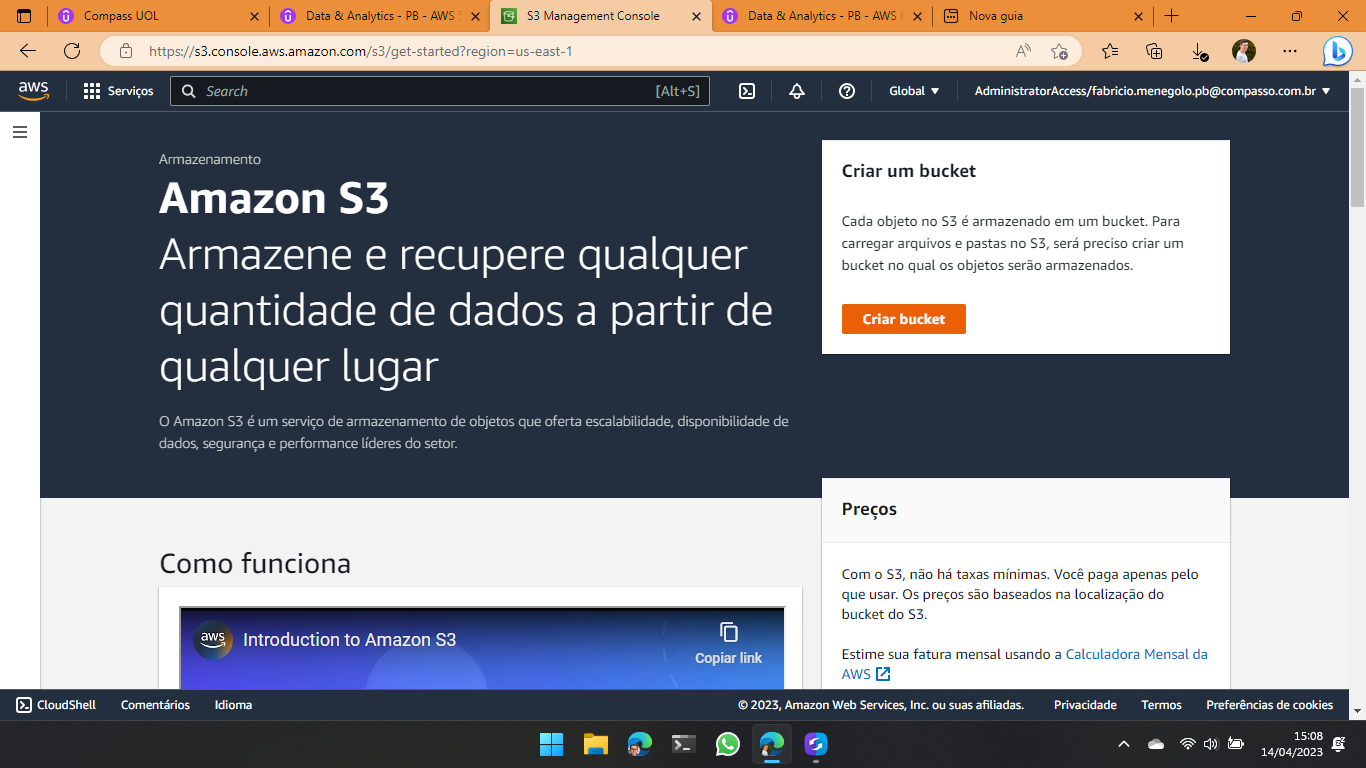 Compass UOL
Data & Analytics - PB - AWS
S3 Management Console
Data & Analytics - PB - AWS
Nova guia
https://s3.console.aws.amazon.com/s3/get-started?region=us-east-1
aws
Serviços
Search
[Alt+S]
Global
AdministratorAccess/fabricio.menegolo.pb@compasso.com.br
Armazenamento
Amazon S3
Armazene e recupere qualquer
quantidade de dados a partir de
qualquer lugar
O Amazon S3 é um serviço de armazenamento de objetos que oferta escalabilidade, disponibilidade de
dados, segurança e performance líderes do setor.
Criar um bucket
Cada objeto no S3 é armazenado em um bucket. Para
carregar arquivos e pastas no S3, será preciso criar um
bucket no qual os objetos serão armazenados.
Criar bucket
Preços
Com o S3, não há taxas mínimas. Você paga apenas pelo
que usar. Os preços são baseados na localização do
bucket do S3.
Estime sua fatura mensal usando a Calculadora Mensal da
AWS
Como funciona
aws
Introduction to Amazon S3
Copiar link
CloudShell
Comentários
Idioma
© 2023, Amazon Web Services, Inc. ou suas afiliadas.
Privacidade
Termos
Preferências de cookies
15:08
14/04/2023